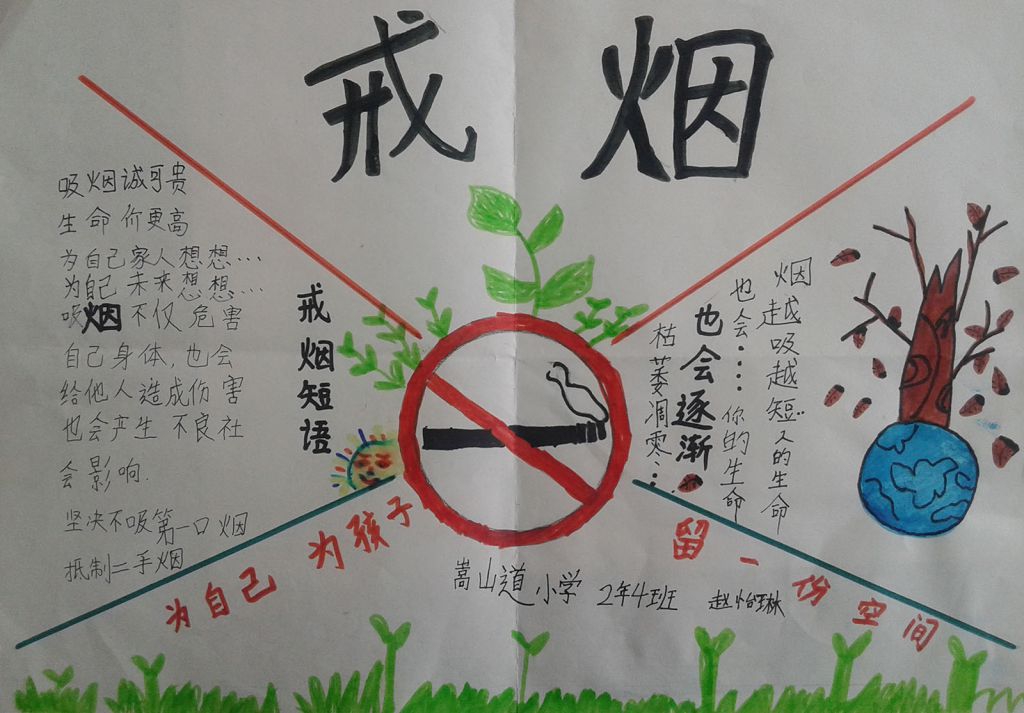 戒烟
吸烟诚可贵
生命价更高
为自己家人想想…
为自己未来想想…
吸烟不仅危害
自己身体,也会
给他人造成伤害
也会产生不良社
会影响.
坚决不吸第一口烟
抵制二手烟
戒烟短语
烟越吸越短..人的生命
也会....你的生命
也会逐渐
枯萎凋零....
为自己为孩子
留一份空间
嵩山道小学 2年4班 赵怡琳